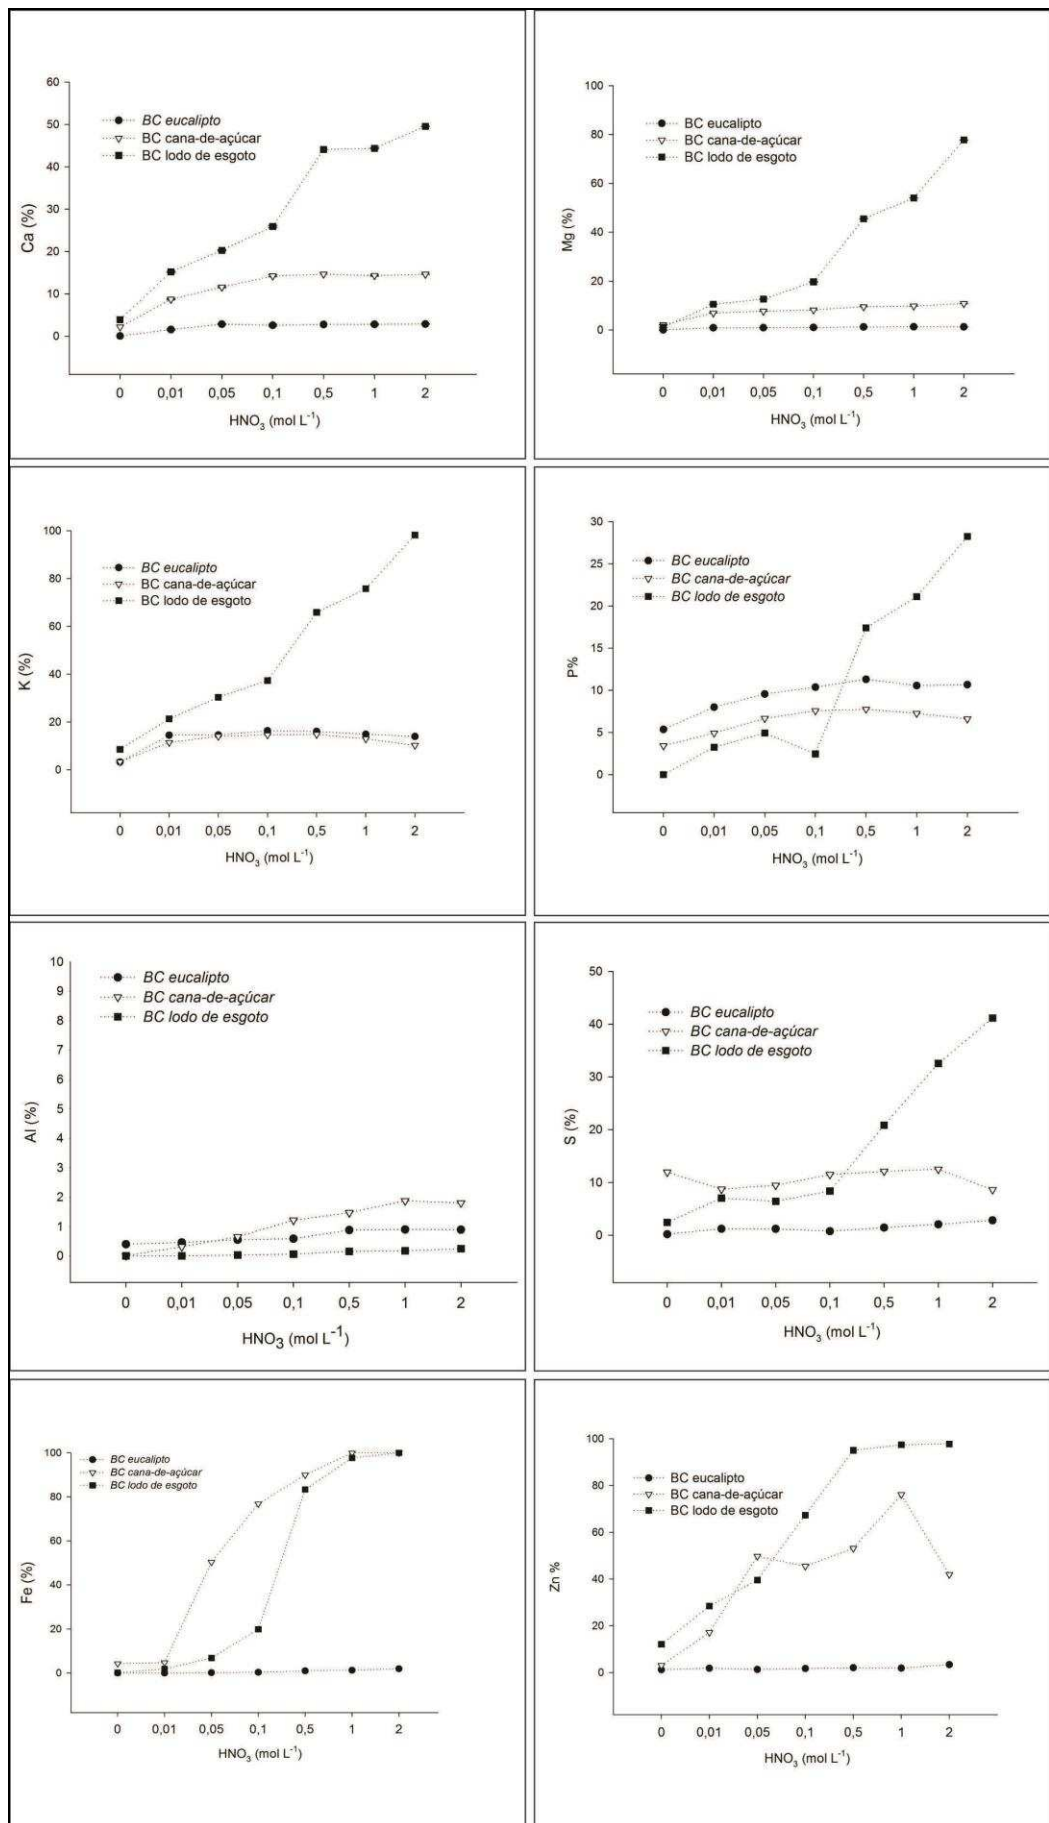 60
50
40
30
20
10
0
Ca (%)
BC eucalipto
BC cana-de-açúcar
BC lodo de esgoto
0 0,01 0,05 0,1 0,5 1 2
HNO3 (mol L-1)
100
80
60
40
20
0
Mg (%)
BC eucalipto
BC cana-de-açúcar
BC lodo de esgoto
0 0,01 0,05 0,1 0,5 1 2
HNO3 (mol L-1)
100
80
60
40
20
0
K (%)
BC eucalipto
BC cana-de-açúcar
BC lodo de esgoto
0 0,01 0,05 0,1 0,5 1 2
HNO3 (mol L-1)
30
25
20
15
10
5
0
P%
BC eucalipto
BC cana-de-açúcar
BC lodo de esgoto
0 0,01 0,05 0,1 0,5 1 2
HNO3 (mol L-1)
10
9
8
7
6
5
4
3
2
1
0
Al (%)
BC eucalipto
BC cana-de-açúcar
BC lodo de esgoto
0 0,01 0,05 0,1 0,5 1 2
HNO3 (mol L-1)
50
40
30
20
10
0
S (%)
BC eucalipto
BC cana-de-açúcar
BC lodo de esgoto
0 0,01 0,05 0,1 0,5 1 2
HNO3 (mol L-1)
100
80
60
40
20
0
Fe (%)
BC eucalipto
BC cana-de-açúcar
BC lodo de esgoto
0 0,01 0,05 0,1 0,5 1 2
HNO3 (mol L-1)
100
80
60
40
20
0
Zn %
BC eucalipto
BC cana-de-açúcar
BC lodo de esgoto
0 0,01 0,05 0,1 0,5 1 2
HNO3 (mol L-1)